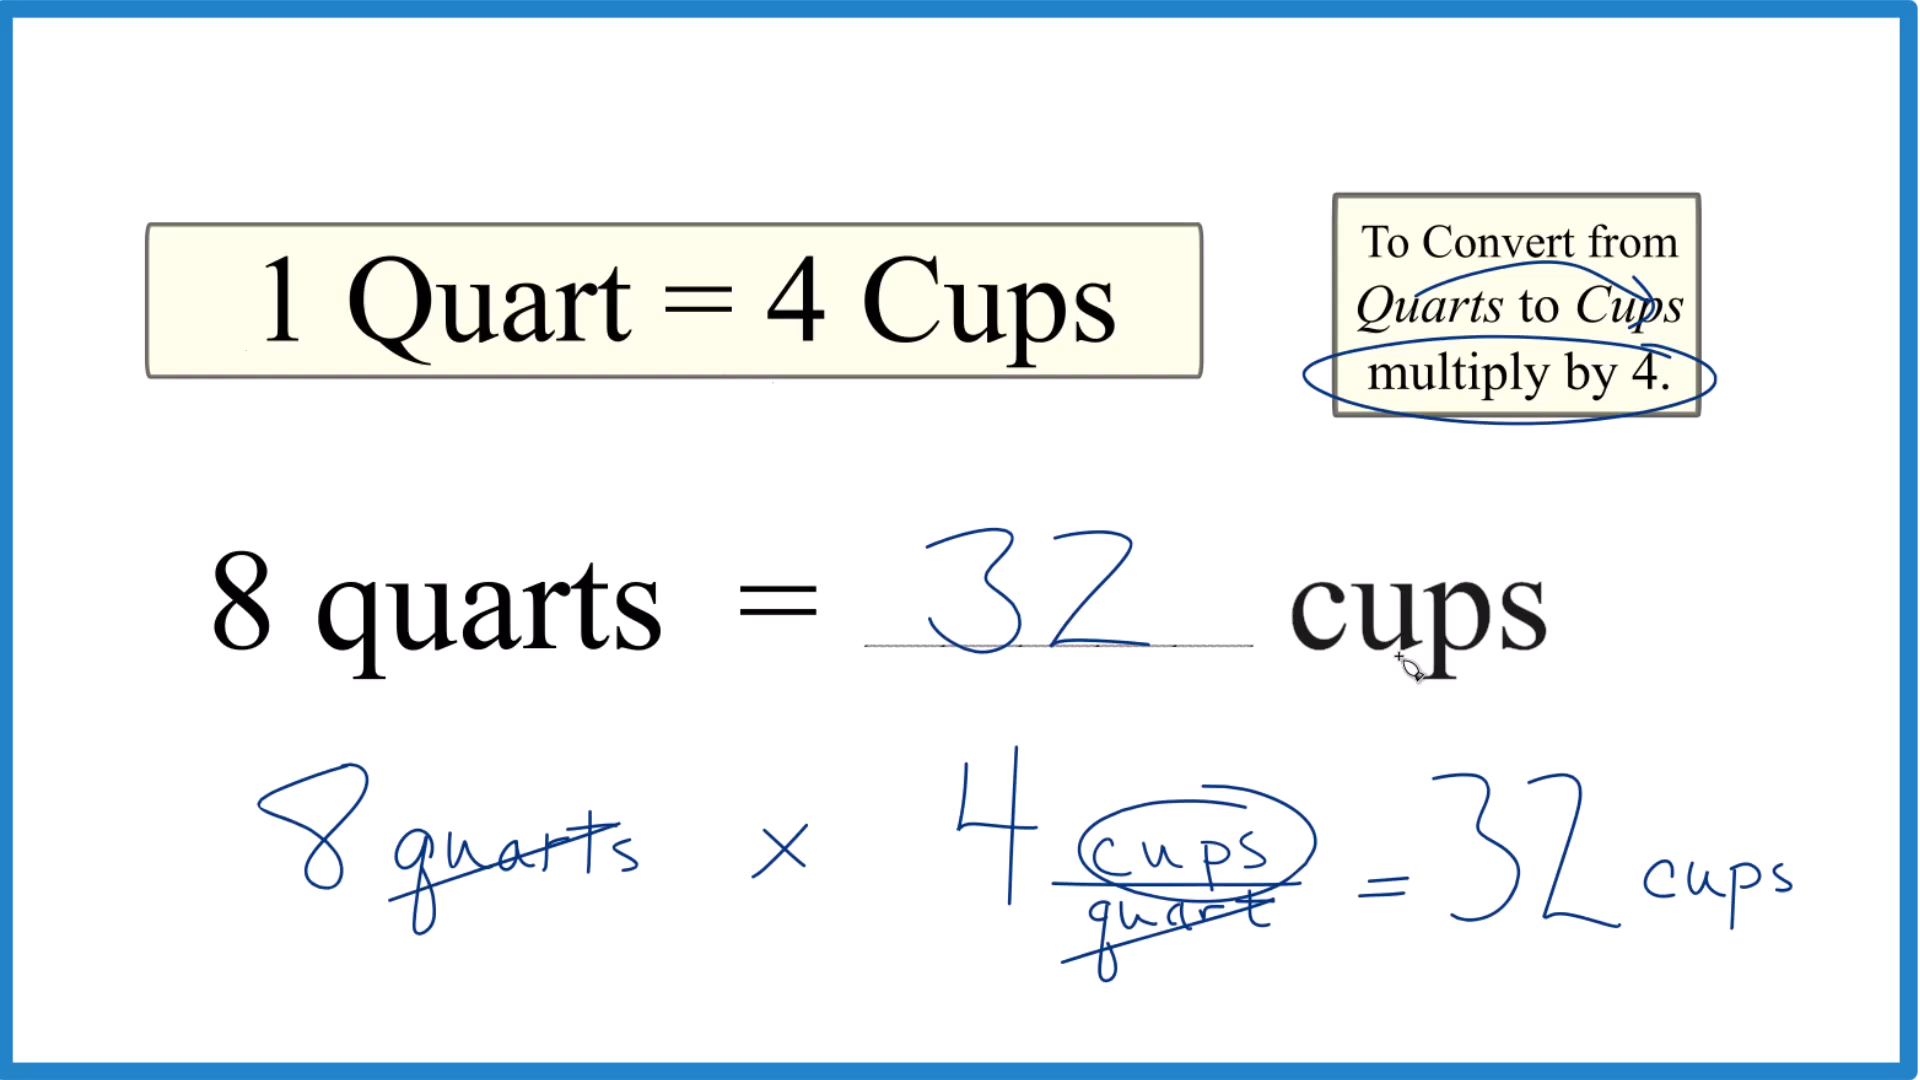 1 Quart = 4 Cups
To Convert from
Quarts to Cups
multiply by 4.
8 quarts = 32 cups
8 quarts × 4 cups/quart = 32 cups